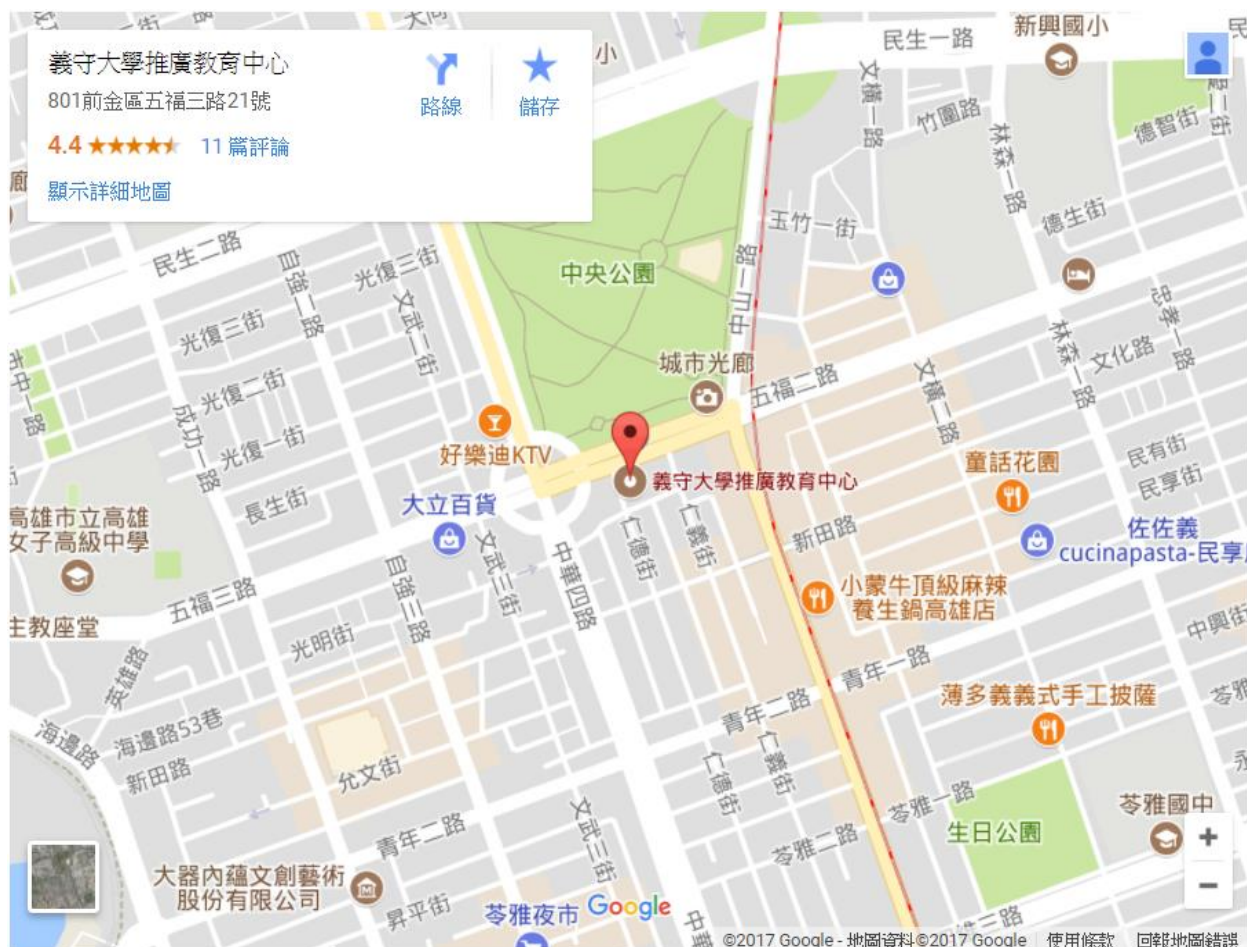 義守大學推廣教育中心
801前金區五福三路21號
4.4
11 篇評論
顯示詳細地圖
路線
儲存
小
民生一路
新興國小
文橫一路
竹圍路
林森一路
德智街
德生街
玉竹一街
民生二路
自強二路
光復三街
文武二街
中央公園
中山一路
光復三街
光復二街
成功一路
光復一街
長生街
城市光廊
五福二路
文橫二路
林森一路
文化路
忠孝一路
好樂迪KTV
大立百貨
義守大學推廣教育中心
童話花園
民有街
民享街
高雄市立高雄
女子高級中學
文武三街
中華四路
仁德街
仁義街
新田路
佐佐義
cucinapasta-民享
五福三路
自強三路
小蒙牛頂級麻辣
養生鍋高雄店
主教座堂
光明街
英雄路
中興街
青年一路
海邊路
海邊路53巷
新田路
允文街
青年二路
仁德街
仁義街
薄多義義式手工披薩
苓雅一路
苓雅二路
生日公園
苓雅國中
青年二路
文武三街
大器內蘊文創藝術
股份有限公司
昇平街
苓雅夜市
Google
©2017 Google - 地圖資料©2017 Google
使用條款
回報地圖錯誤